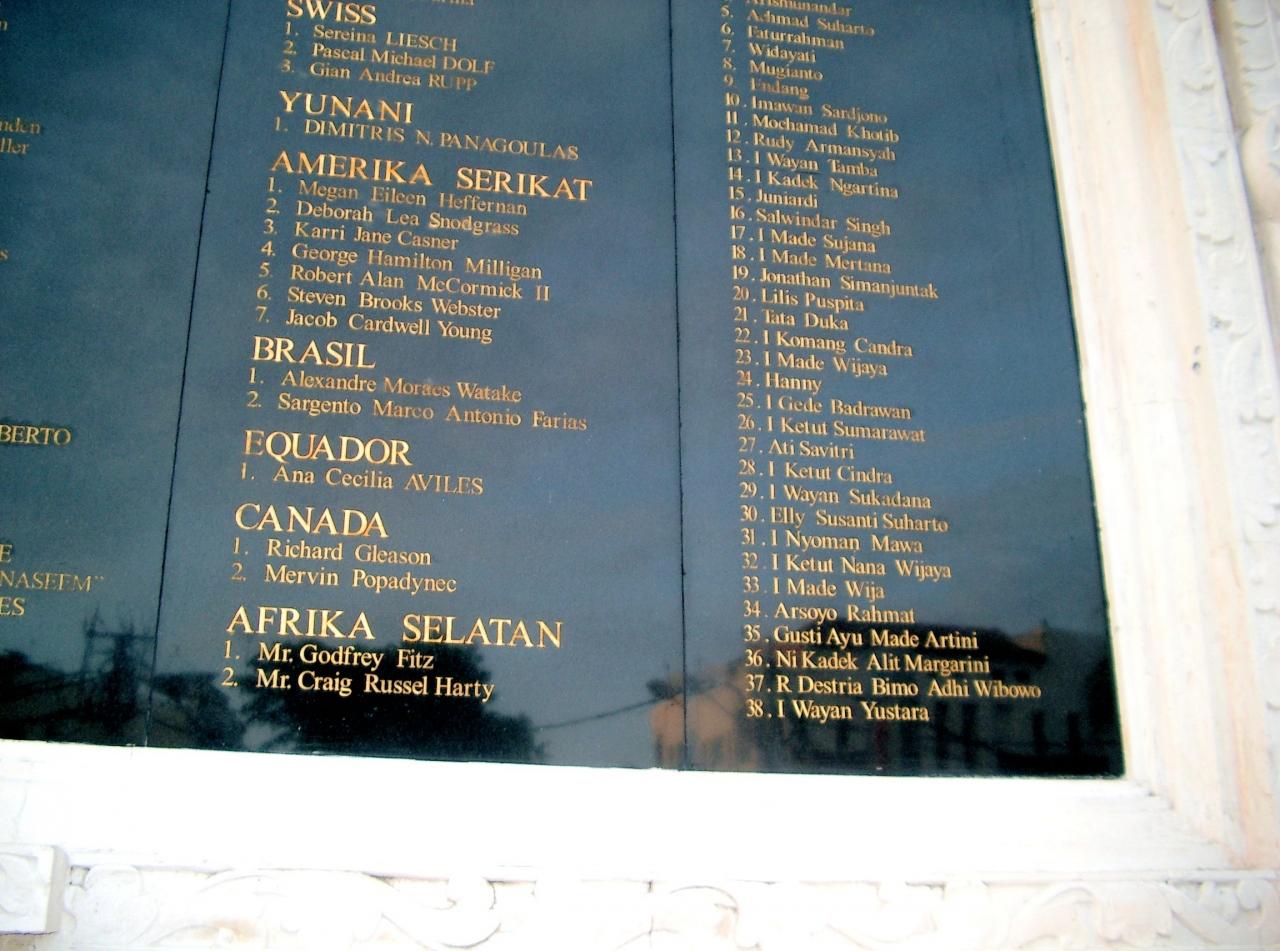 nden
ller
s
BERTO
E
NASEEM"
ES
SWISS
1. Sereina LIESCH
2. Pascal Michael DOLF
3. Gian Andrea RUPP
YUNANI
1. DIMITRIS N. PANAGOULAS
AMERIKA SERIKAT
1. Megan Eileen Heffernan
2. Deborah Lea Snodgrass
3. Karri Jane Casner
4. George Hamilton Milligan
5. Robert Alan McCormick II
6. Steven Brooks Webster
7. Jacob Cardwell Young
BRASIL
1. Alexandre Moraes Watake
2. Sargento Marco Antonio Farias
EQUADOR
1. Ana Cecilia AVILES
CANADA
1. Richard Gleason
2. Mervin Popadynec
AFRIKA SELATAN
1. Mr. Godfrey Fitz
2. Mr. Craig Russel Harty
5. Achmad Suharto
6. Faturrahman
7. Widayati
8. Mugianto
9. Endang
10. Imawan Sardjono
11. Mochamad Khotib
12. Rudy Armansyah
13. I Wayan Tamba
14. I Kadek Ngartina
15. Juniardi
16. Salwindar Singh
17. I Made Sujana
18. I Made Mertana
19. Jonathan Simanjuntak
20. Lilis Puspita
21. Tata Duka
22. I Komang Candra
23. I Made Wijaya
24. Hanny
25. I Gede Badrawan
26. I Ketut Sumarawat
27. Ati Savitri
28. I Ketut Cindra
29. I Wayan Sukadana
30. Elly Susanti Suharto
31. I Nyoman Mawa
32. I Ketut Nana Wijaya
33. I Made Wija
34. Arsoyo Rahmat
35. Gusti Ayu Made Artini
36. Ni Kadek Alit Margarini
37. R Destria Bimo Adhi Wibowo
38. I Wayan Yustara